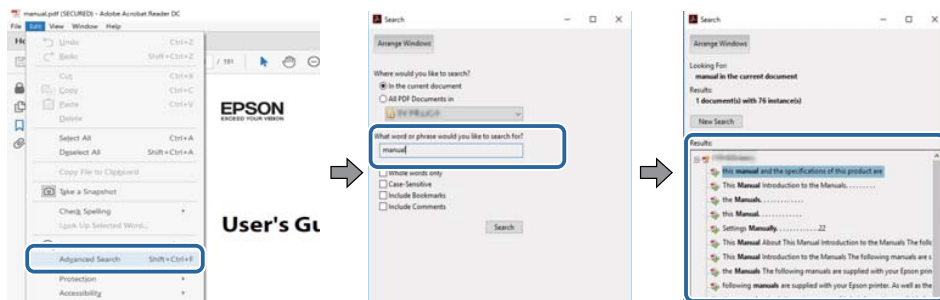 manual.pdf (SECURED) - Adobe Acrobat Reader DC
File Edit View Window Help
Undo Ctrl+Z
Redo Shift+Ctrl+Z
Cut Ctrl+X
Copy Ctrl+C
Paste Ctrl+V
Delete
Select All Ctrl+A
Deselect All Shift+Ctrl+A
Copy File to Clipboard
Take a Snapshot
Check Spelling
Look Up Selected Word...
Advanced Search Shift+Ctrl+F
Protection
Accessibility
/ 191
EPSON
EXCEED YOUR VISION
User's Gu
Search
Arrange Windows
Where would you like to search?
In the current document
All PDF Documents in
What word or phrase would you like to search for?
manual
Whole words only
Case-Sensitive
Include Bookmarks
Include Comments
Search
Search
Arrange Windows
Looking For:
manual in the current document
Results:
1 document(s) with 76 instance(s)
New Search
Results:
this manual and the specifications of this product are
This Manual Introduction to the Manuals. . . . . . . . .
the Manuals. . . . . . . . . . . . .
this Manual. . . . . . . . . . . . .
Settings Manually. . . . . . . . . . . . .22
This Manual About This Manual Introduction to the Manuals The follo
This Manual Introduction to the Manuals The following manuals are s
the Manuals The following manuals are supplied with your Epson prin
following manuals are supplied with your Epson printer. As well as the